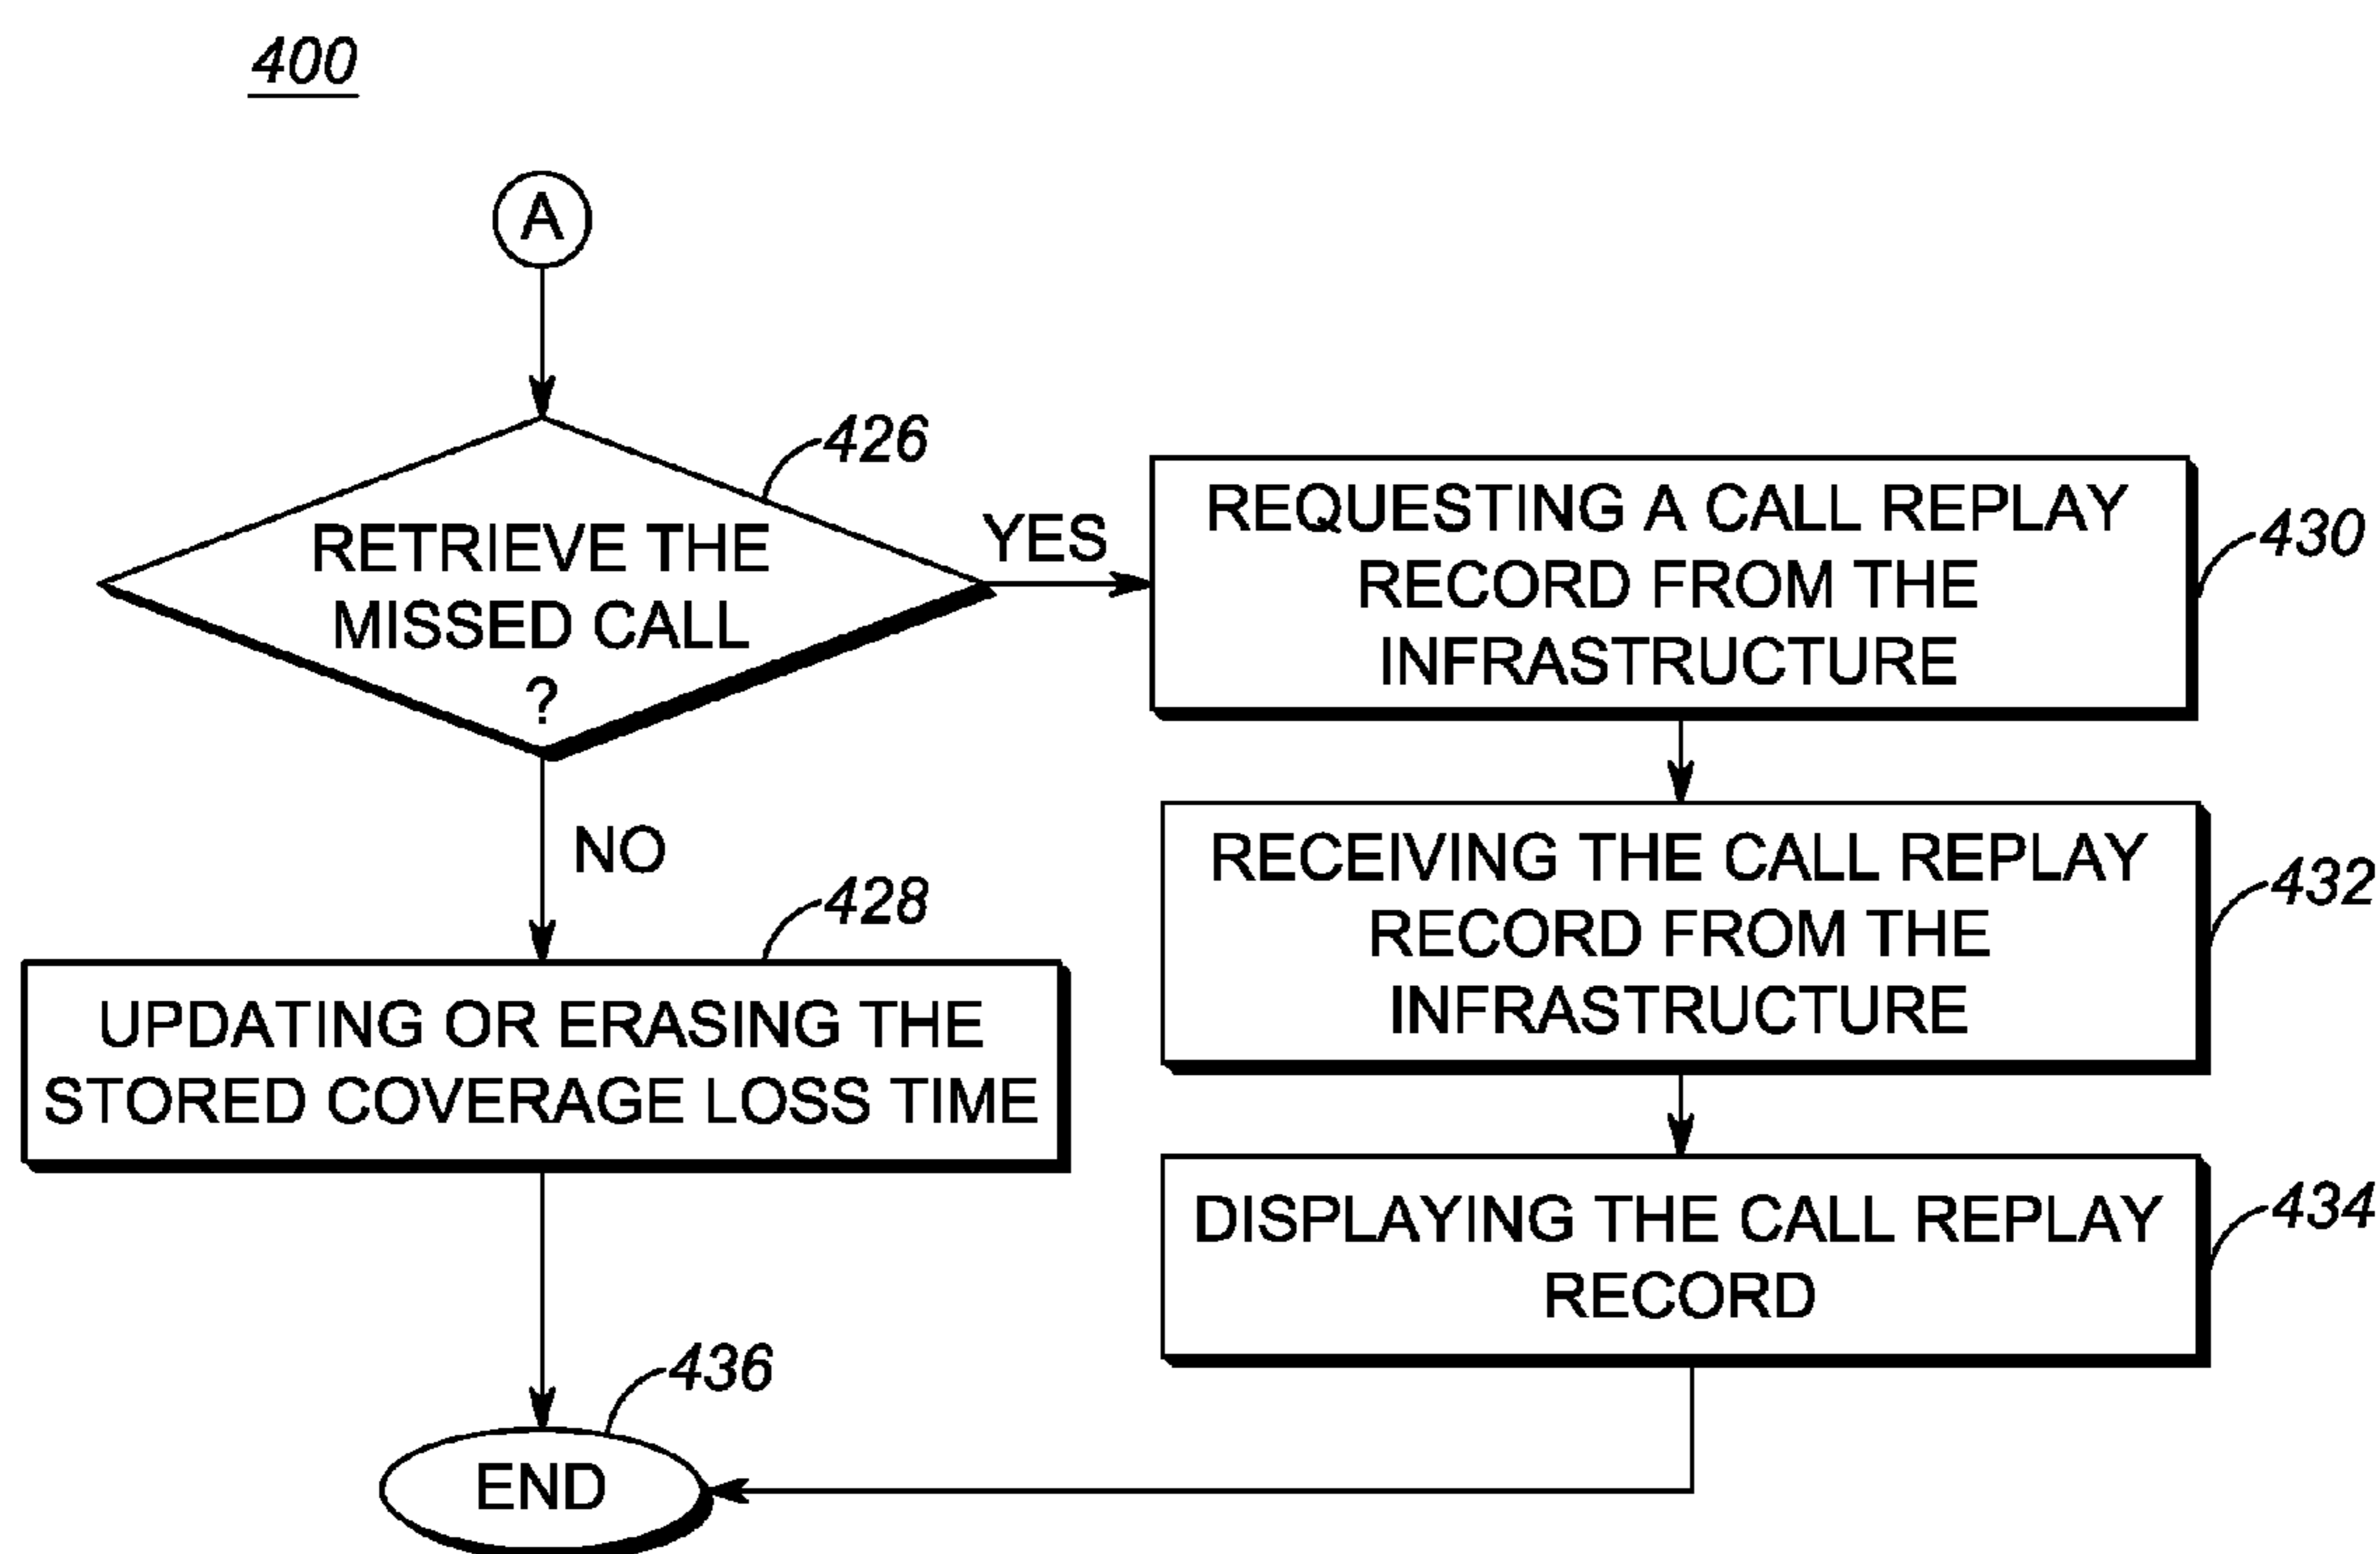 400
A
426
RETRIEVE THE
MISSED CALL
?
YES
NO
430
REQUESTING A CALL REPLAY
RECORD FROM THE
INFRASTRUCTURE
432
RECEIVING THE CALL REPLAY
RECORD FROM THE
INFRASTRUCTURE
428
UPDATING OR ERASING THE
STORED COVERAGE LOSS TIME
434
DISPLAYING THE CALL REPLAY
RECORD
436
END